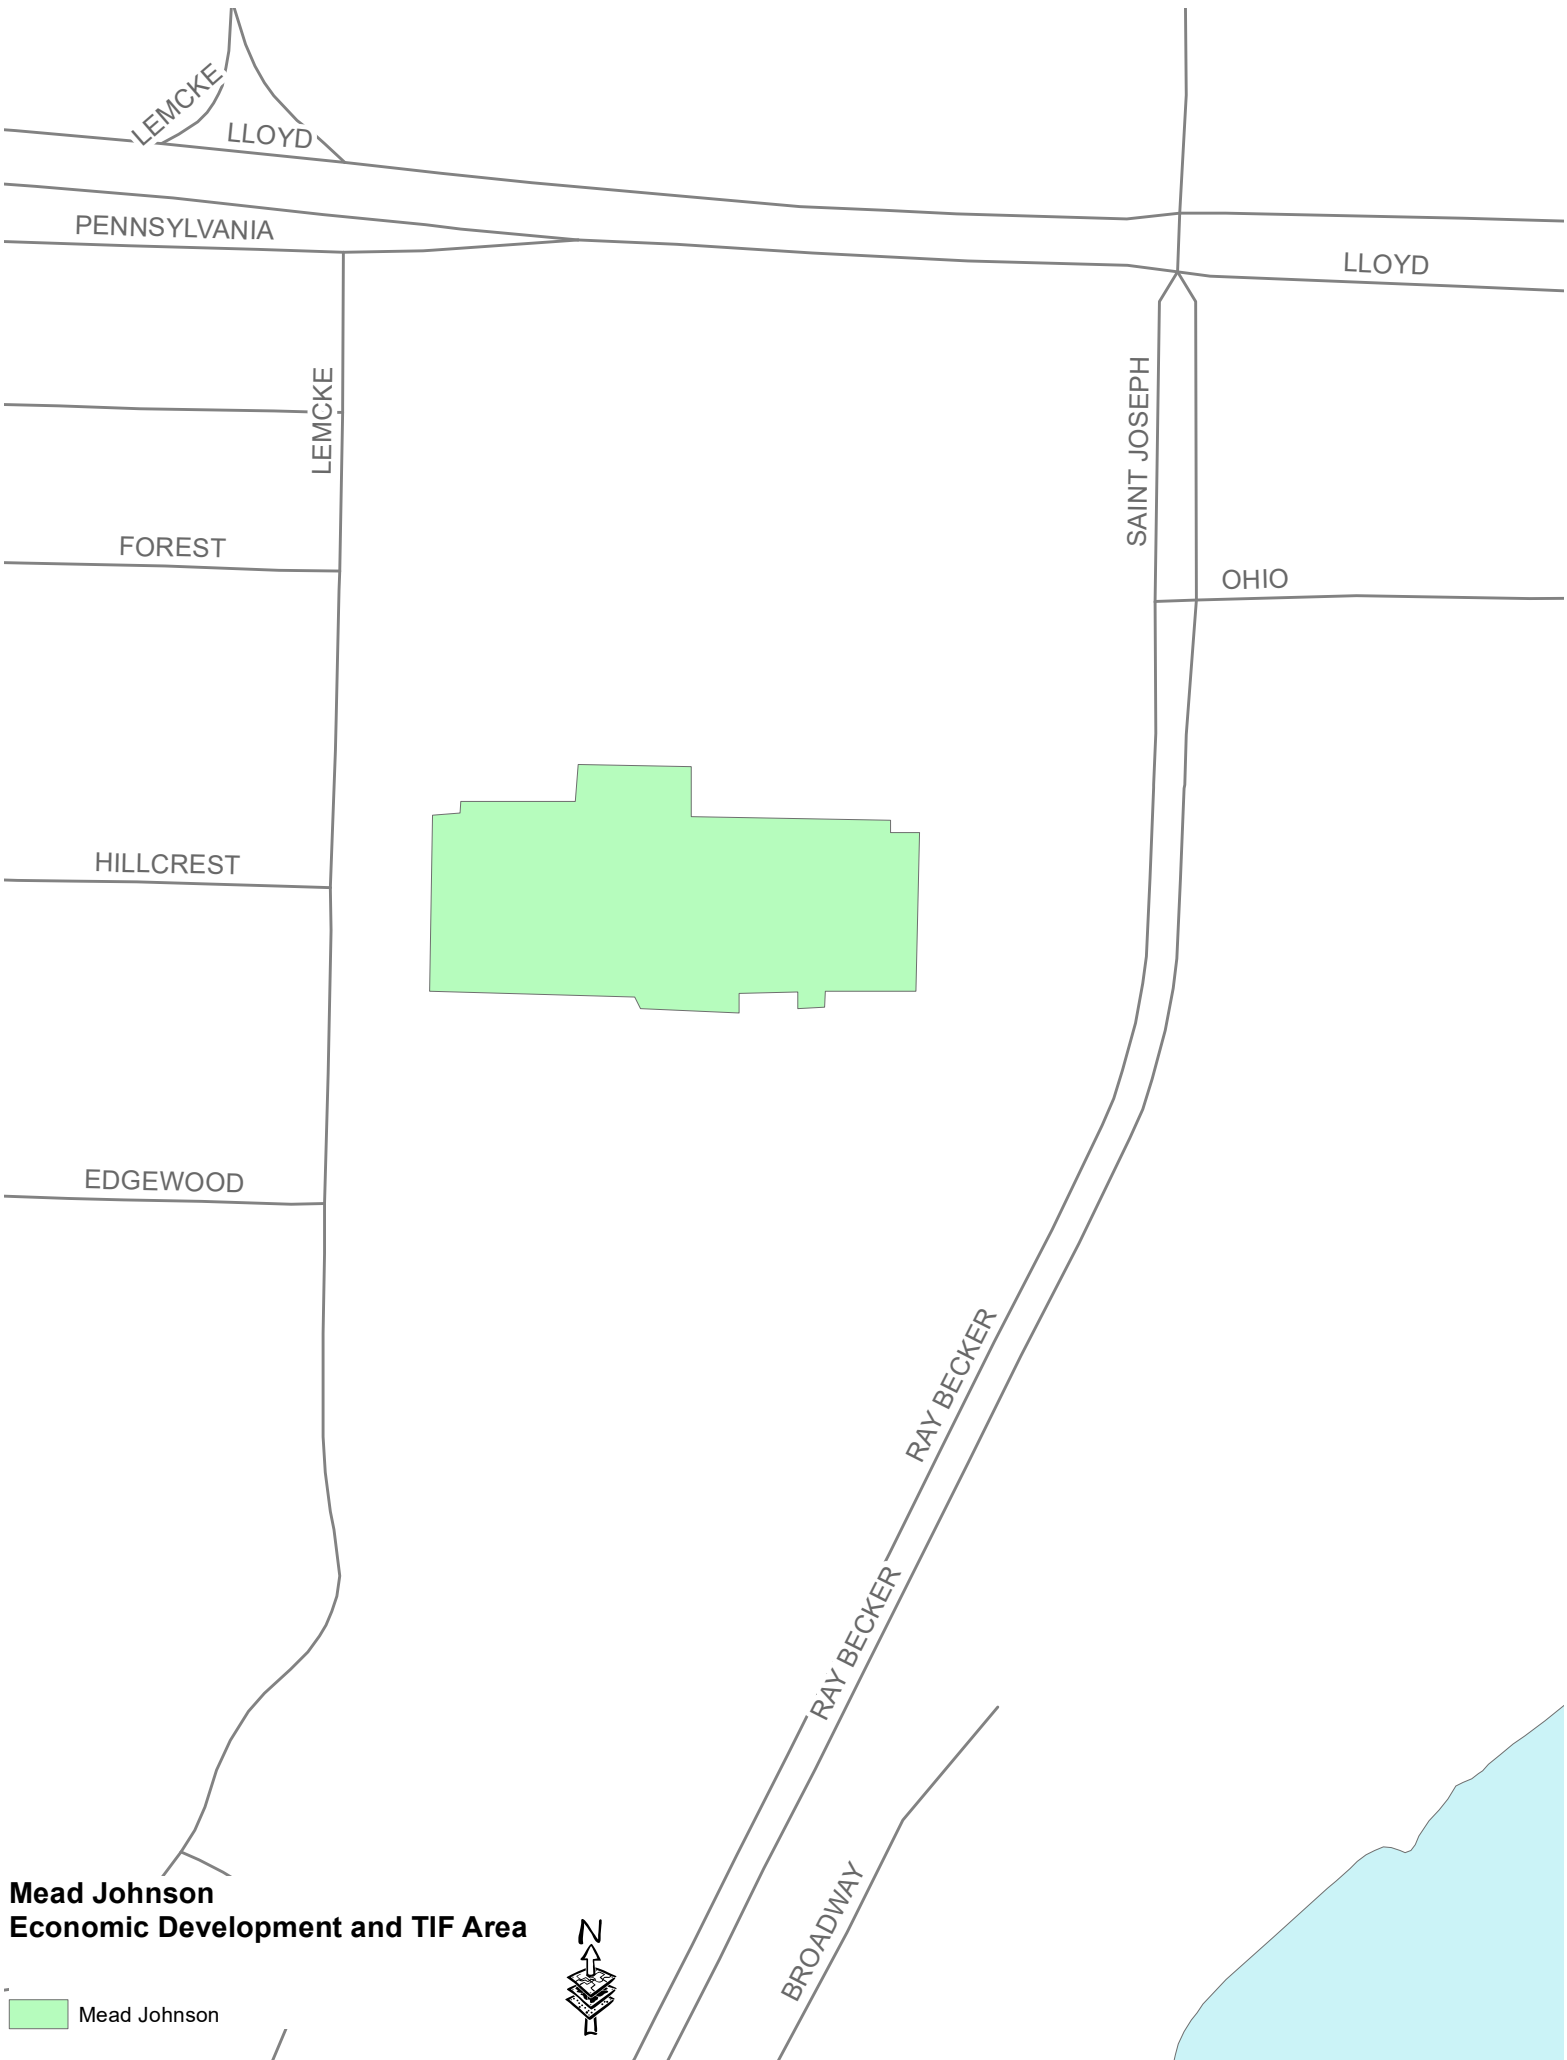 LEMCKE
LLOYD
PENNSYLVANIA
LLOYD
LEMCKE
SAINT JOSEPH
FOREST
OHIO
HILLCREST
EDGEWOOD
RAY BECKER
RAY BECKER
BROADWAY
Mead Johnson
Economic Development and TIF Area
N
Mead Johnson